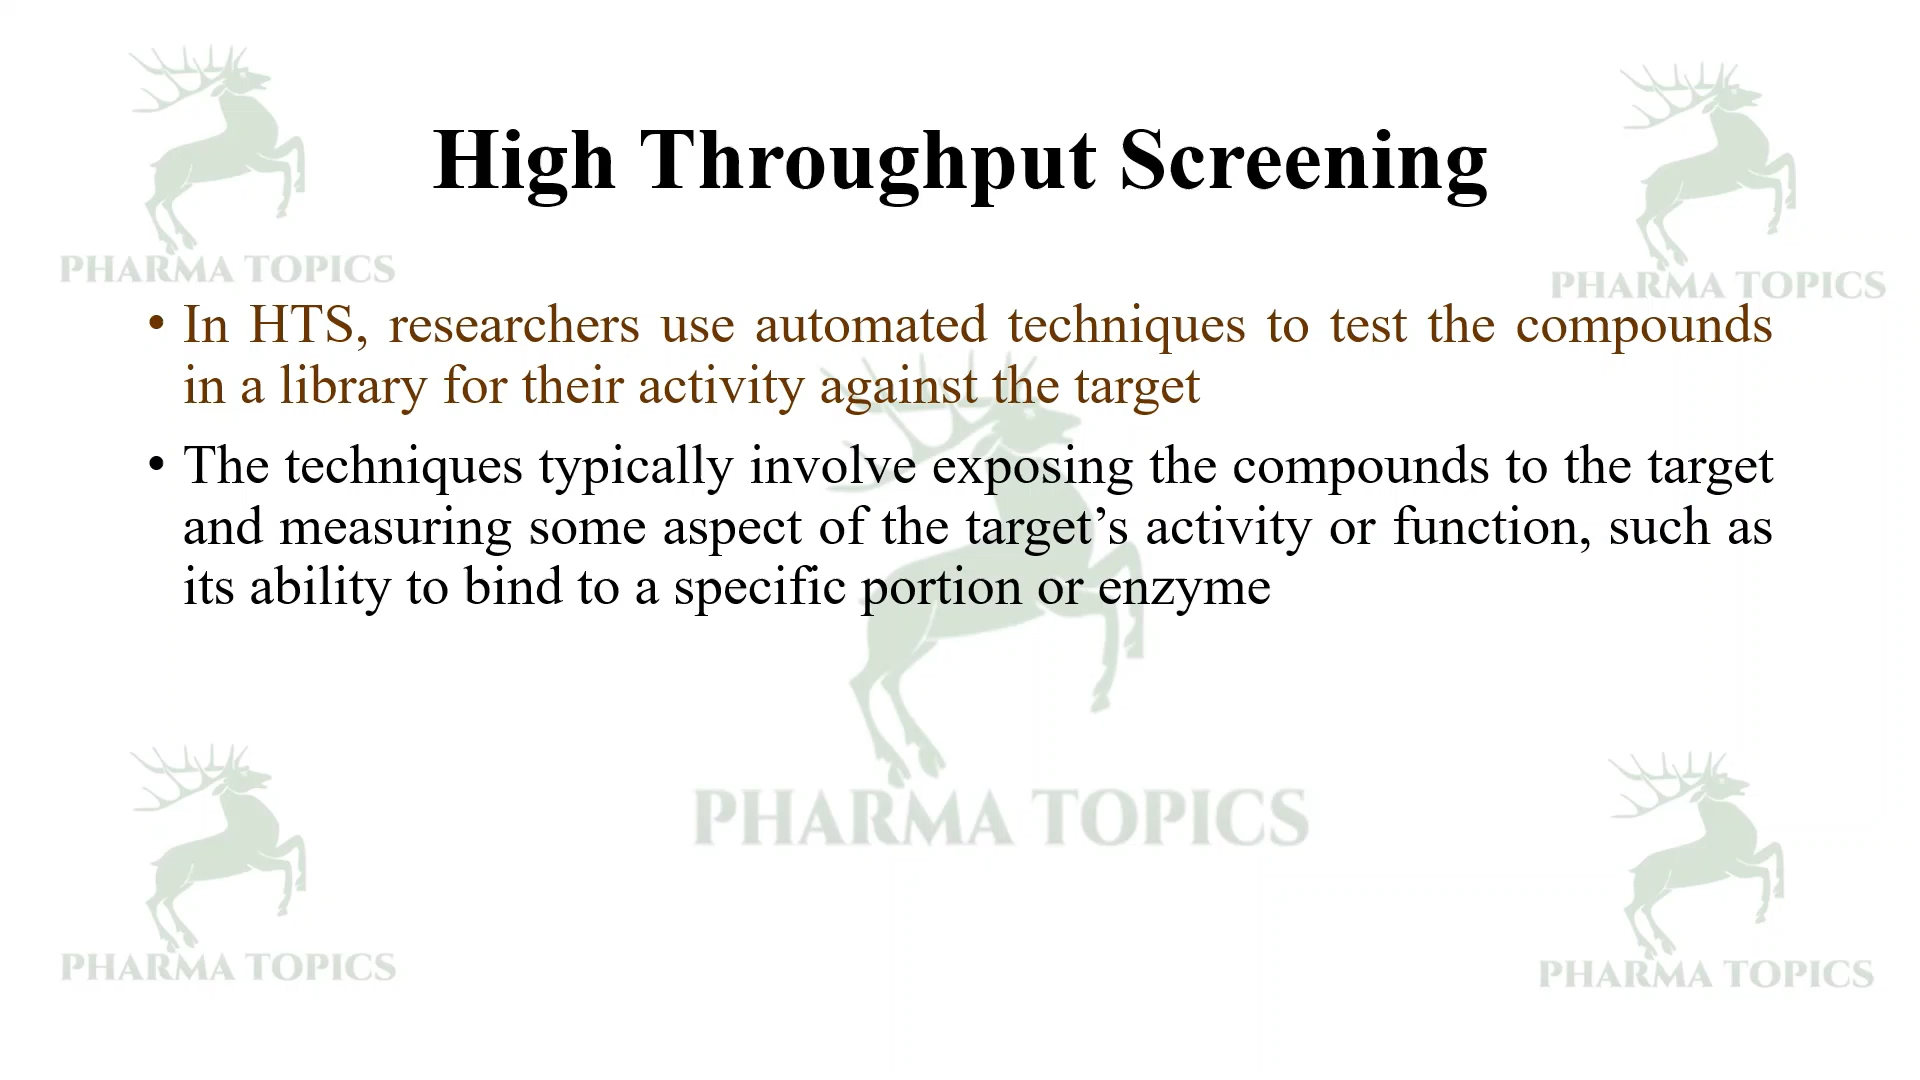 High Throughput Screening
PHARMA TOPICS
PHARMA TOPICS
• In HTS, researchers use automated techniques to test the compounds
in a library for their activity against the target
• The techniques typically involve exposing the compounds to the target
and measuring some aspect of the target’s activity or function, such as
its ability to bind to a specific portion or enzyme
PHARMA TOPICS
PHARMA TOPICS
PHARMA TOPICS